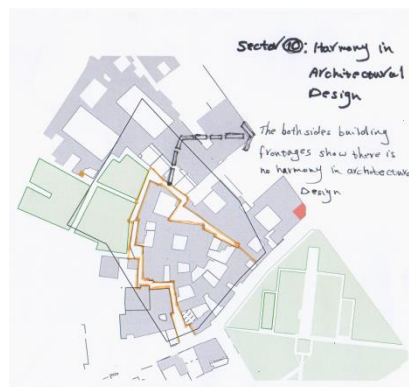 Sector 10: Harmony in
Architectural
Design
The both sides building
frontages show there is
no harmony in architecture
Design